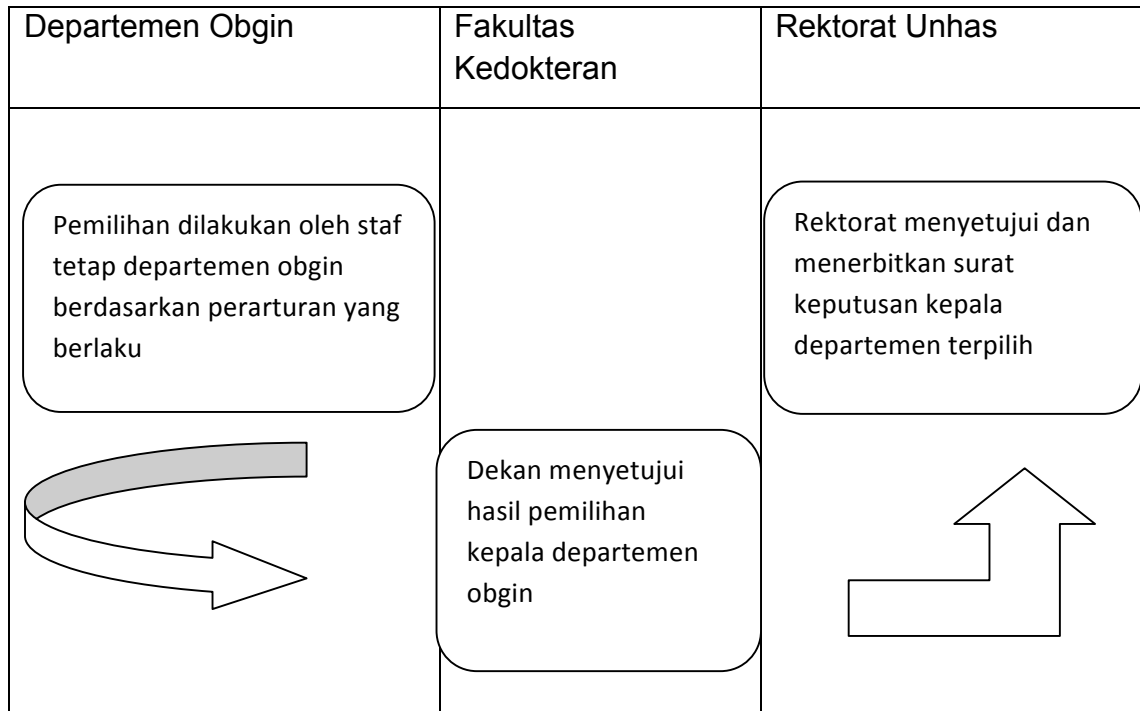 Departemen Obgin
Fakultas
Kedokteran
Rektorat Unhas
Pemilihan dilakukan oleh staf
tetap departemen obgin
berdasarkan perarturan yang
berlaku
Dekan menyetujui
hasil pemilihan
kepala departemen
obgin
Rektorat menyetujui dan
menerbitkan surat
keputusan kepala
departemen terpilih